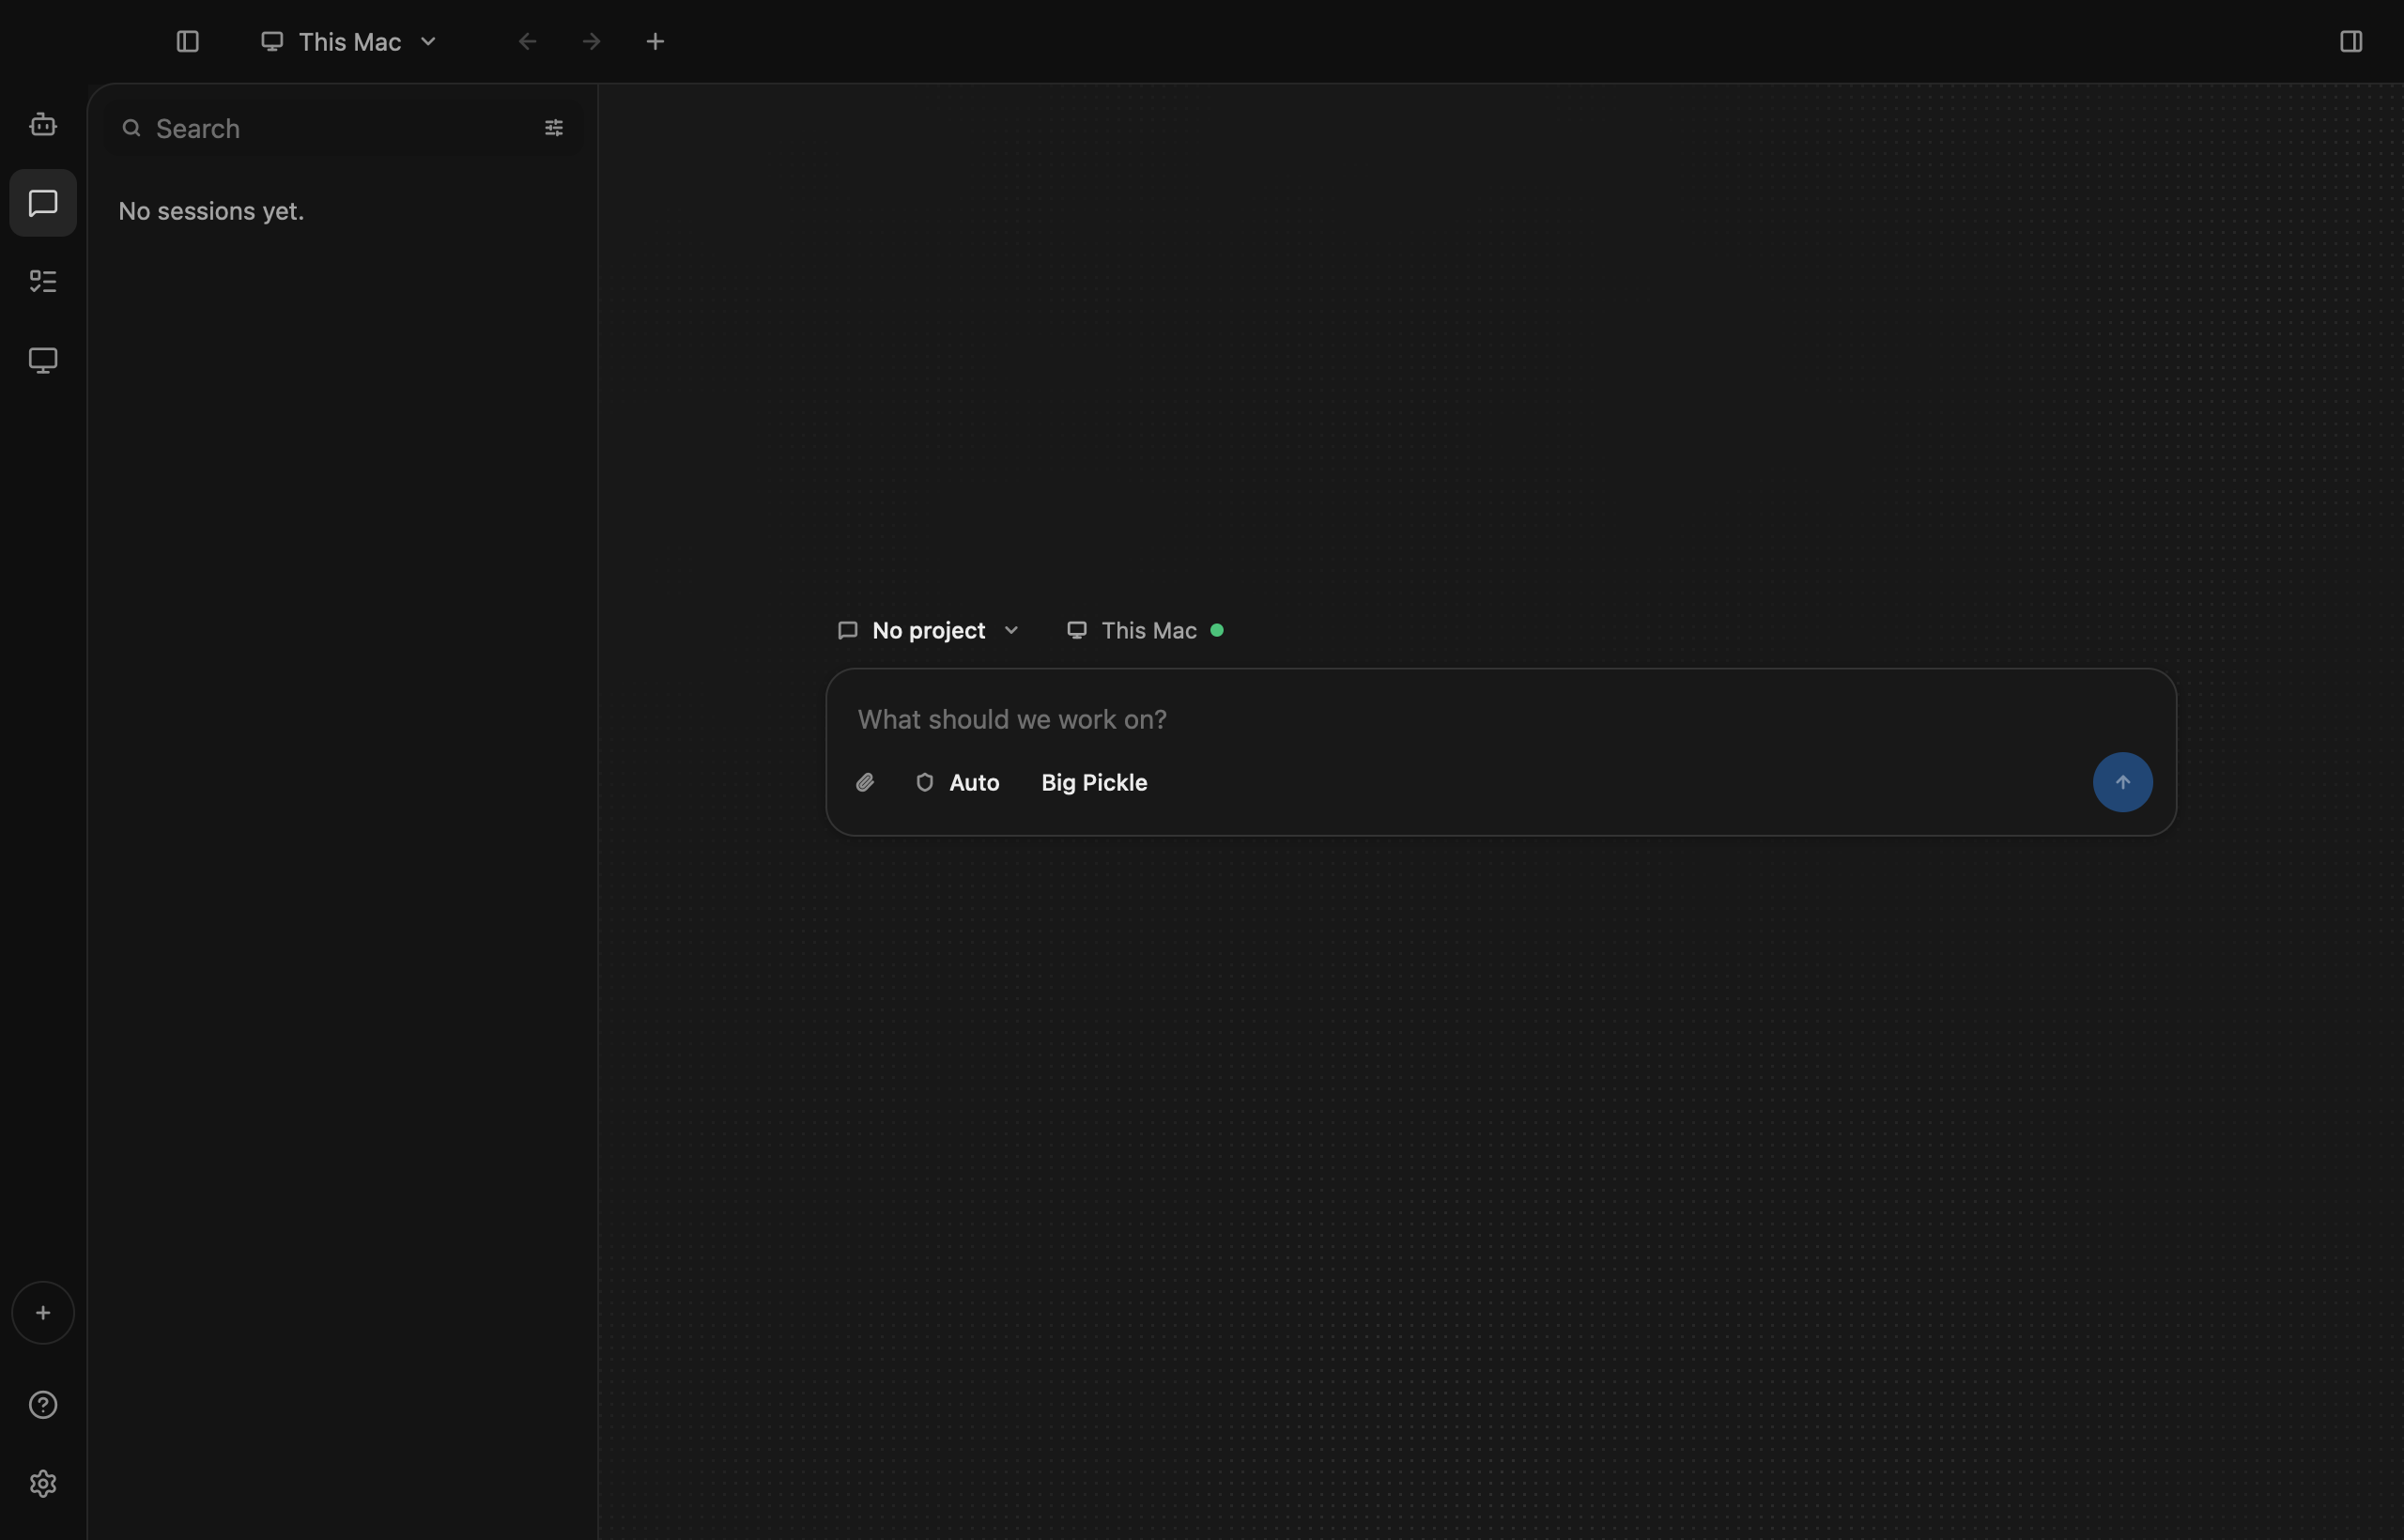 This Mac
Search
No sessions yet.
No project
This Mac
What should we work on?
Auto
Big Pickle